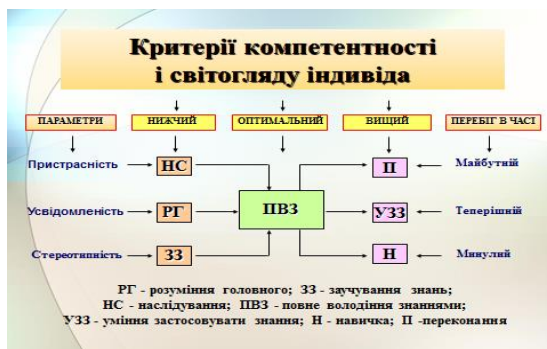 Критерії компетентності
і світогляду індивіда
ПАРАМЕТРИ НИЖЧИЙ ОПТИМАЛЬНИЙ ВИЩИЙ ПЕРЕБІГ В ЧАСІ
Пристрасність НС П Майбутній
Усвідомленість РГ ПВЗ УЗЗ Теперішній
Стереотипність ЗЗ Н Минулий
РГ - розуміння головного; ЗЗ - заучування знань;
НС - наслідування; ПВЗ - повне володіння знаннями;
УЗЗ - уміння застосовувати знання; Н - навичка; П -переконання